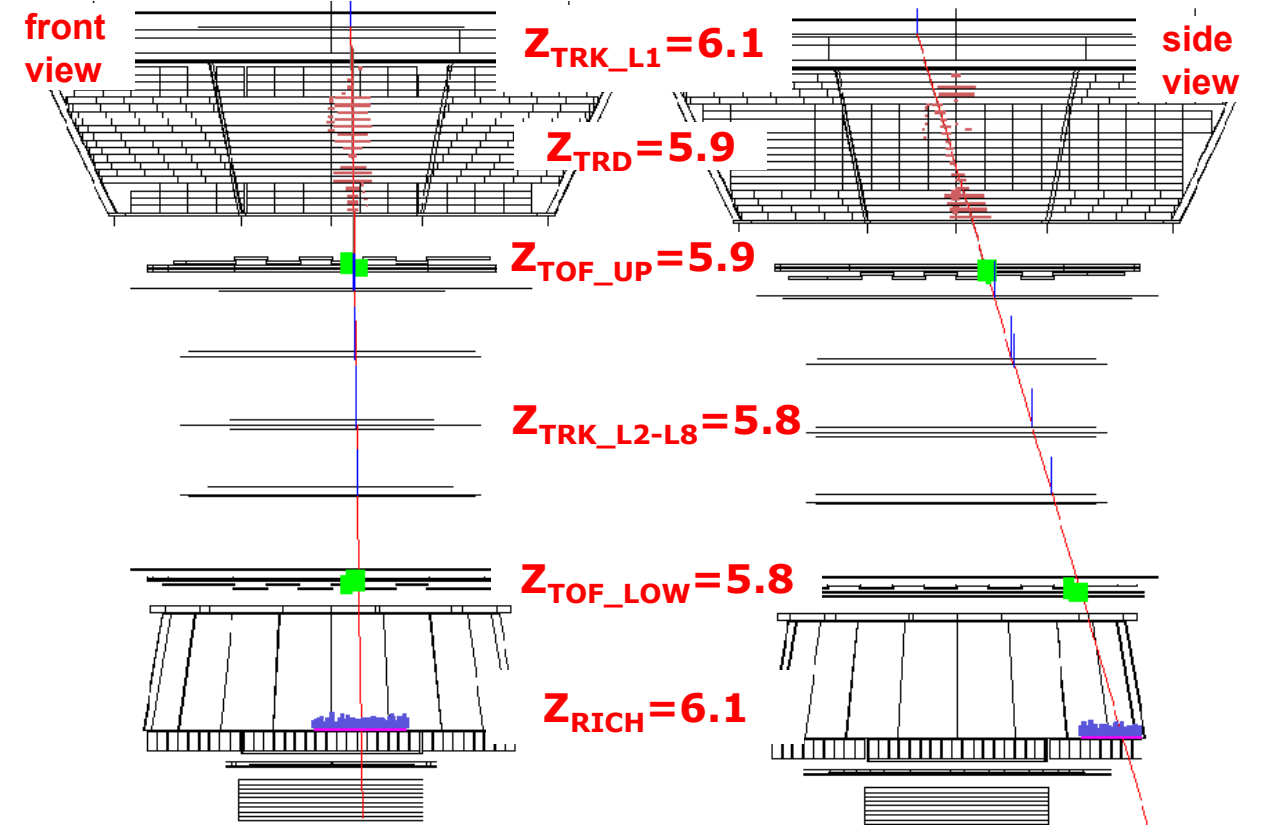 front
view
Z_TRK_L1=6.1
side
view
Z_TRD=5.9
Z_TOF_UP=5.9
Z_TRK_L2-L8=5.8
Z_TOF_LOW=5.8
Z_RICH=6.1